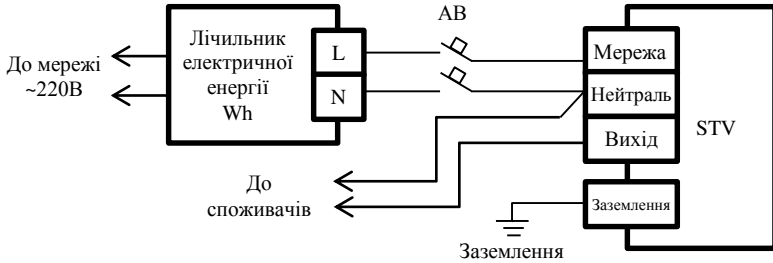 АВ
До мережі
~220В
Лічильник
електричної
енергії
Wh
L
N
Мережа
Нейтраль
Вихід
STV
До
споживачів
Заземлення
Заземлення